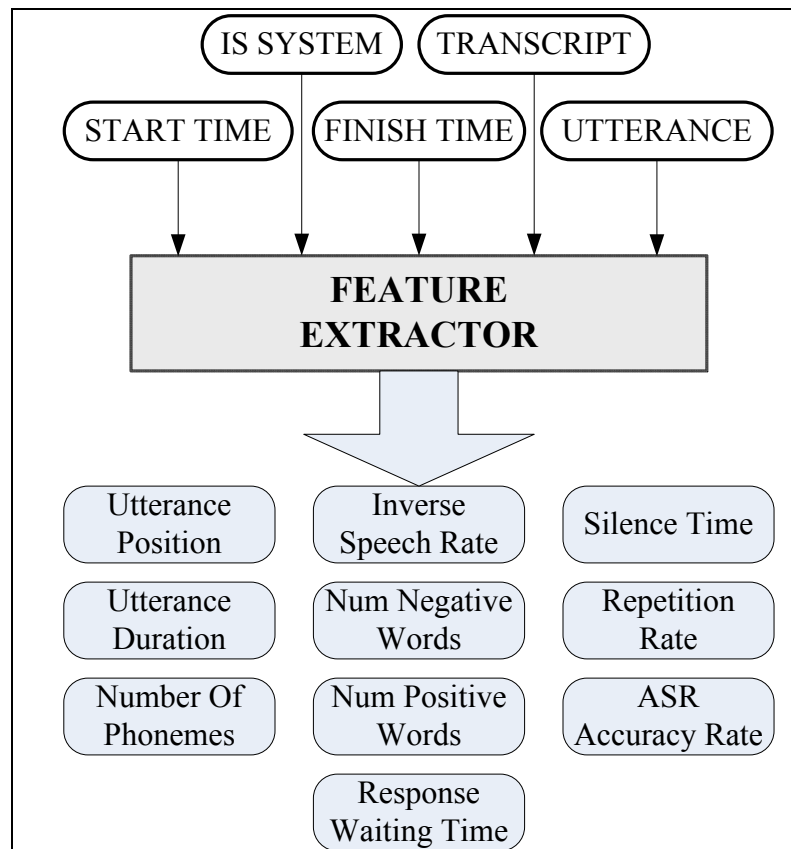 IS SYSTEM
TRANSCRIPT
START TIME
FINISH TIME
UTTERANCE
FEATURE
EXTRACTOR
Utterance
Position
Inverse
Speech Rate
Silence Time
Utterance
Duration
Num Negative
Words
Repetition
Rate
Number Of
Phonemes
Num Positive
Words
ASR
Accuracy Rate
Response
Waiting Time